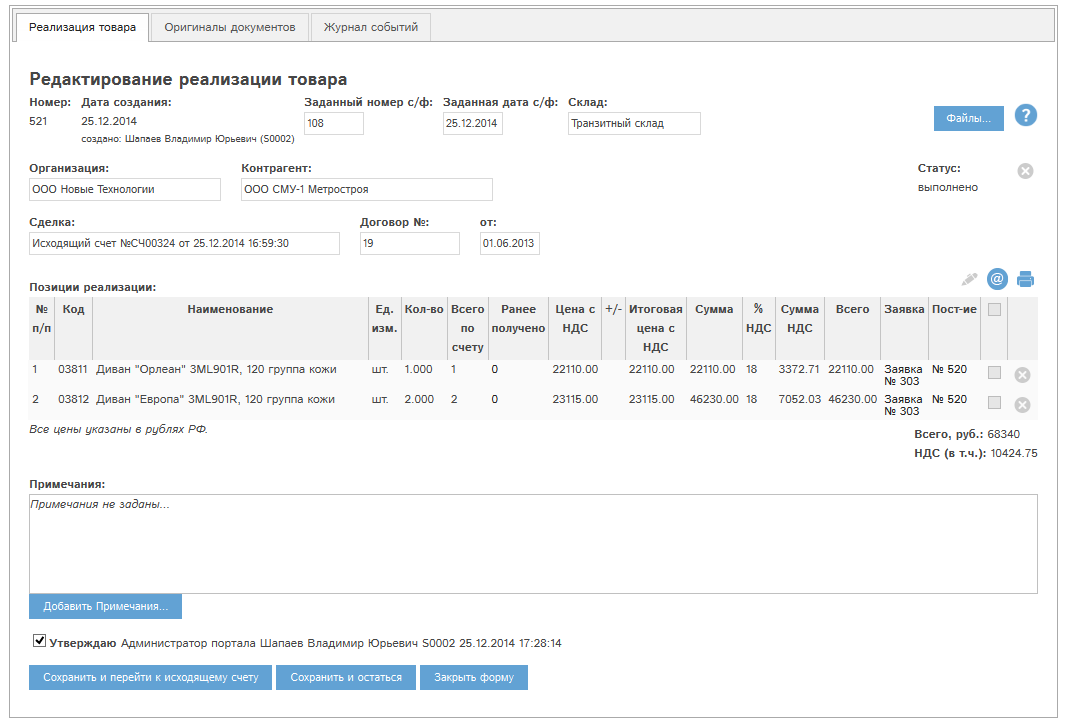 Реализация товара Оригиналы документов Журнал событий
Редактирование реализации товара
Номер: Дата создания: Заданный номер с/ф: Заданная дата с/ф: Склад:
521 25.12.2014 108 25.12.2014 Транзитный склад Файлы... ?
создано: Шапаев Владимир Юрьевич (S0002)
Организация: Контрагент: Статус:
ООО Новые Технологии ООО СМУ-1 Метростроя выполнено
Сделка: Договор №: от:
Исходящий счет №СЧ00324 от 25.12.2014 16:59:30 19 01.06.2013
Позиции реализации: @
№ Код Наименование Ед. Кол-во Всего Ранее Цена с +/- Итоговая Сумма % Сумма Всего Заявка Пост-ие
п/п изм. по получено НДС цена с НДС НДС
счету НДС
1 03811 Диван "Орлеан" 3ML901R, 120 группа кожи шт. 1.000 1 0 22110.00 22110.00 22110.00 18 3372.71 22110.00 Заявка № 520
№ 303
2 03812 Диван "Европа" 3ML901R, 120 группа кожи шт. 2.000 2 0 23115.00 23115.00 46230.00 18 7052.03 46230.00 Заявка № 520
№ 303
Все цены указаны в рублях РФ.
Всего, руб.: 68340
НДС (в т.ч.): 10424.75
Примечания:
Примечания не заданы...
Добавить Примечания...
Утверждаю Администратор портала Шапаев Владимир Юрьевич S0002 25.12.2014 17:28:14
Сохранить и перейти к исходящему счету Сохранить и остаться Закрыть форму